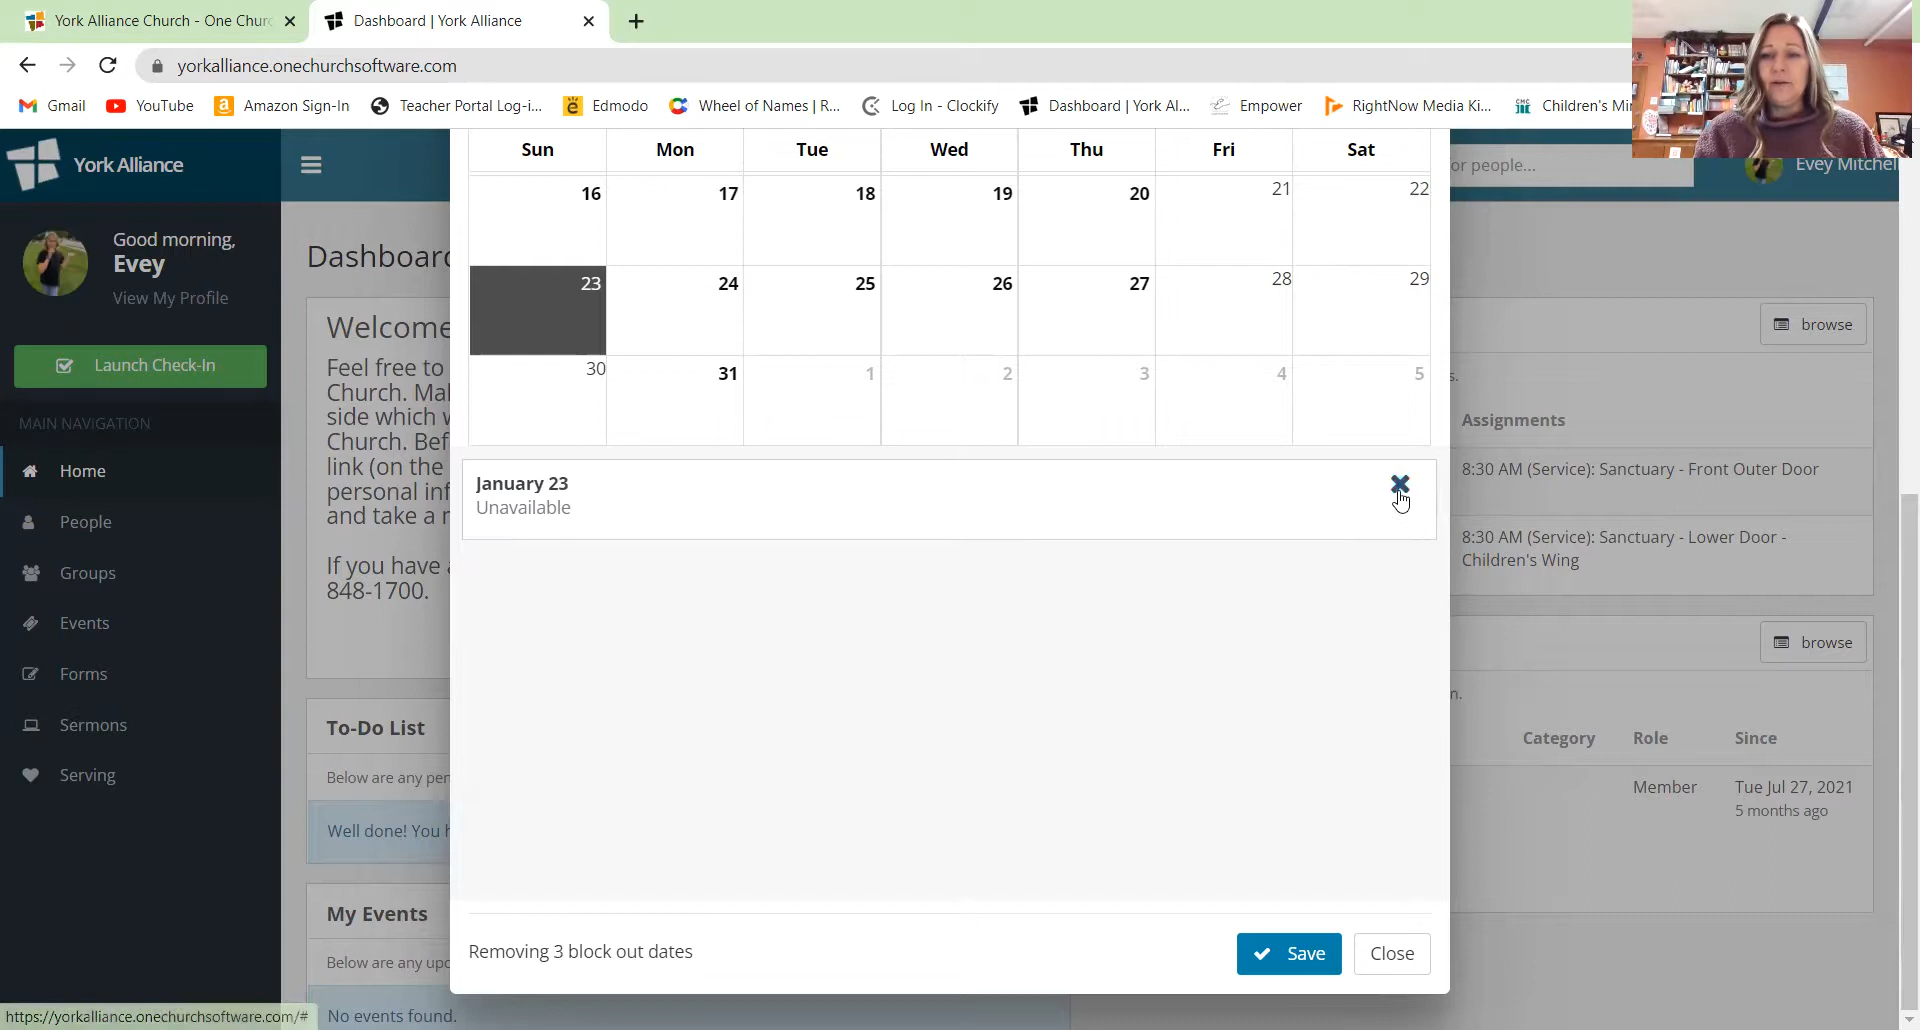 York Alliance Church - One Churc
Dashboard | York Alliance
yorkalliance.onechurchsoftware.com
Gmail
YouTube
Amazon Sign-In
Teacher Portal Log-i...
Edmodo
Wheel of Names | R...
Log In - Clockify
Dashboard | York Al...
Empower
RightNow Media Ki...
Children's Mi
York Alliance
or people...
Evey Mitchel
Good morning,
Evey
View My Profile
Launch Check-In
MAIN NAVIGATION
Home
People
Groups
Events
Forms
Sermons
Serving
Dashboard
Welcome
Feel free to
Church. Mal
side which w
Church. Bef
link (on the
personal inf
and take a r
If you have a
848-1700.
To-Do List
Below are any per
Well done! You h
My Events
Below are any upc
No events found.
Sun Mon Tue Wed Thu Fri Sat
16 17 18 19 20 21 22
23 24 25 26 27 28 29
30 31 1 2 3 4 5
January 23
Unavailable
Removing 3 block out dates
Save
Close
browse
s.
Assignments
8:30 AM (Service): Sanctuary - Front Outer Door
8:30 AM (Service): Sanctuary - Lower Door -
Children's Wing
browse
n.
Category Role Since
Member Tue Jul 27, 2021
5 months ago
https://yorkalliance.onechurchsoftware.com/#